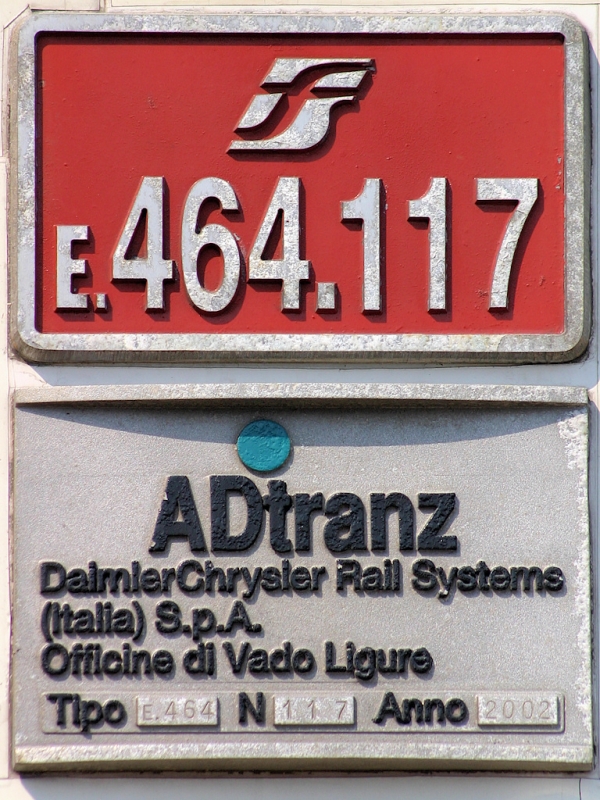 E.464.117
ADtranz
DaimlerChrysler Rail Systems
(Italia) S.p.A.
Officine di Vado Ligure
Tipo E.464 N 117 Anno 2002